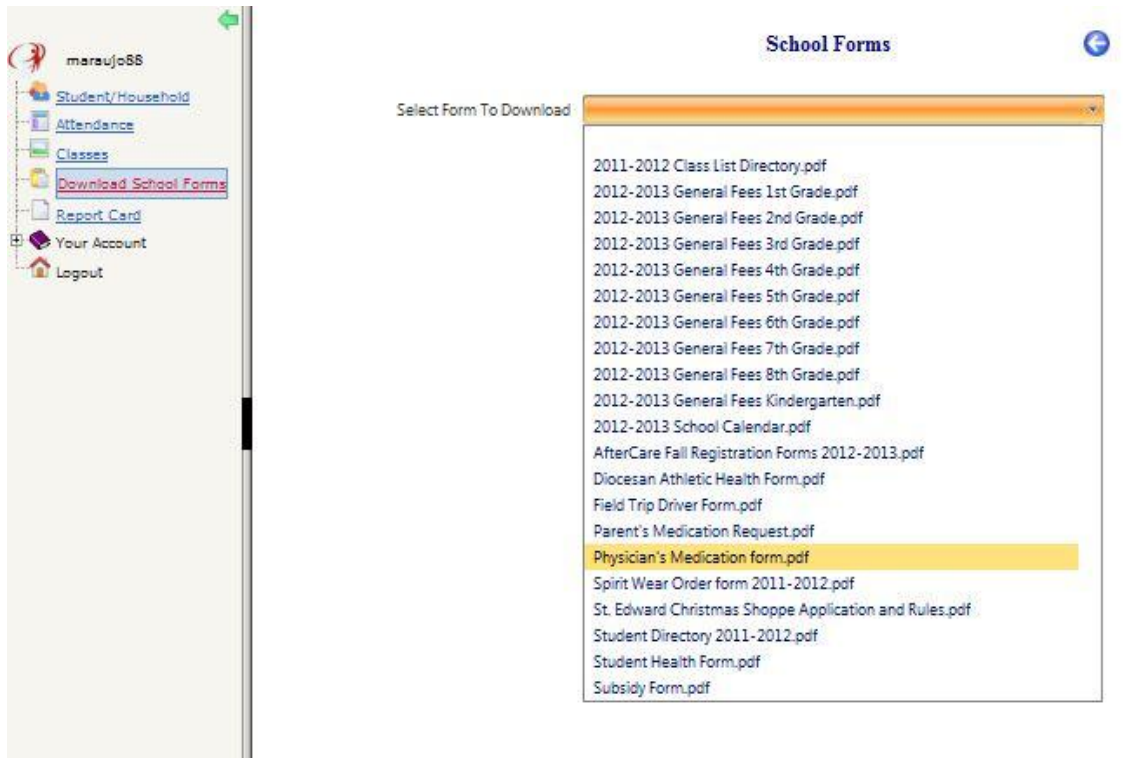 maraujo88
Student/Household
Attendance
Classes
Download School Forms
Report Card
Your Account
Logout
School Forms
Select Form To Download
2011-2012 Class List Directory.pdf
2012-2013 General Fees 1st Grade.pdf
2012-2013 General Fees 2nd Grade.pdf
2012-2013 General Fees 3rd Grade.pdf
2012-2013 General Fees 4th Grade.pdf
2012-2013 General Fees 5th Grade.pdf
2012-2013 General Fees 6th Grade.pdf
2012-2013 General Fees 7th Grade.pdf
2012-2013 General Fees 8th Grade.pdf
2012-2013 General Fees Kindergarten.pdf
2012-2013 School Calendar.pdf
AfterCare Fall Registration Forms 2012-2013.pdf
Diocesan Athletic Health Form.pdf
Field Trip Driver Form.pdf
Parent's Medication Request.pdf
Physician's Medication form.pdf
Spirit Wear Order form 2011-2012.pdf
St. Edward Christmas Shoppe Application and Rules.pdf
Student Directory 2011-2012.pdf
Student Health Form.pdf
Subsidy Form.pdf